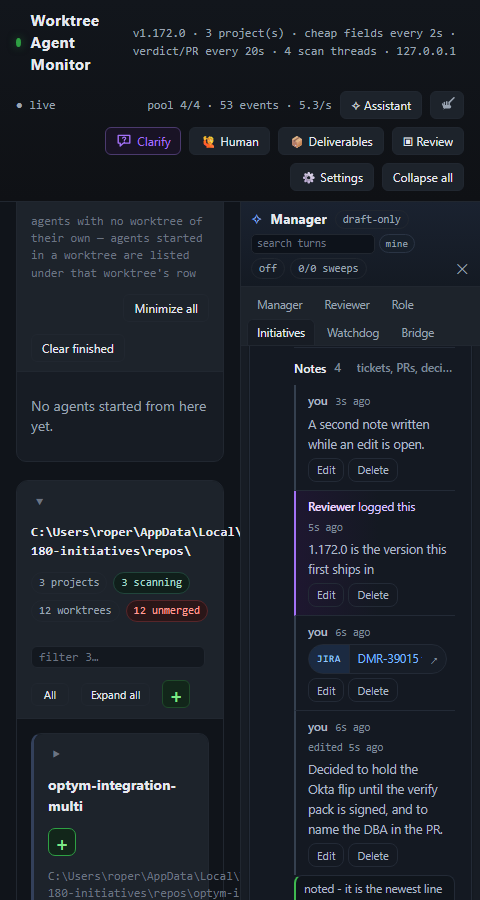 Worktree
Agent
Monitor
v1.172.0 · 3 project(s) · cheap fields every 2s ·
verdict/PR every 20s · 4 scan threads · 127.0.0.1
● live
pool 4/4 · 53 events · 5.3/s
✧ Assistant
Clarify
Human
Deliverables
Review
Settings
Collapse all
agents with no worktree of
their own — agents started
in a worktree are listed
under that worktree's row
Minimize all
Clear finished
No agents started from here
yet.
▼
C:\Users\roper\AppData\Local\
180-initiatives\repos\
3 projects
3 scanning
12 worktrees
12 unmerged
filter 3…
All
Expand all
+
▶
optym-integration-
multi
+
C:\Users\roper\AppData\Local\
180-initiatives\repos\optym-i
✧ Manager
draft-only
search turns
mine
off
0/0 sweeps
×
Manager
Reviewer
Role
Initiatives
Watchdog
Bridge
Notes 4 tickets, PRs, deci…
you 3s ago
A second note written
while an edit is open.
Edit
Delete
Reviewer logged this
5s ago
1.172.0 is the version this
first ships in
Edit
Delete
you 6s ago
JIRA DMR-39015 ↗
Edit
Delete
you 6s ago
edited 5s ago
Decided to hold the
Okta flip until the verify
pack is signed, and to
name the DBA in the PR.
Edit
Delete
noted - it is the newest line